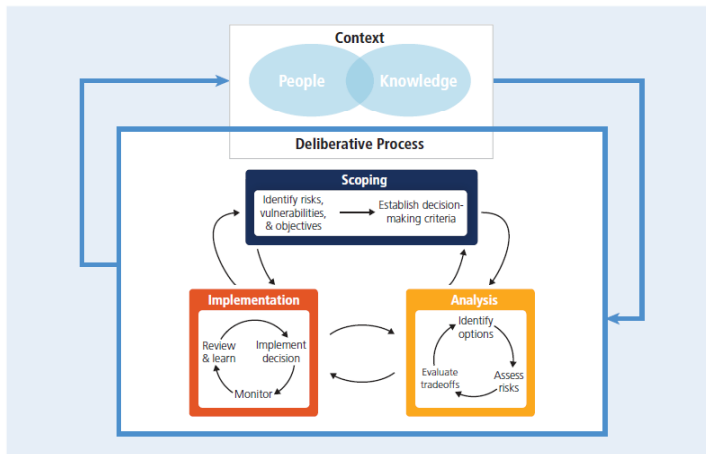 Context
People
Knowledge
Deliberative Process
Scoping
Identify risks,
vulnerabilities,
& objectives
Establish decision-
making criteria
Implementation
Review
& learn
Implement
decision
Monitor
Analysis
Identify
options
Evaluate
tradeoffs
Assess
risks